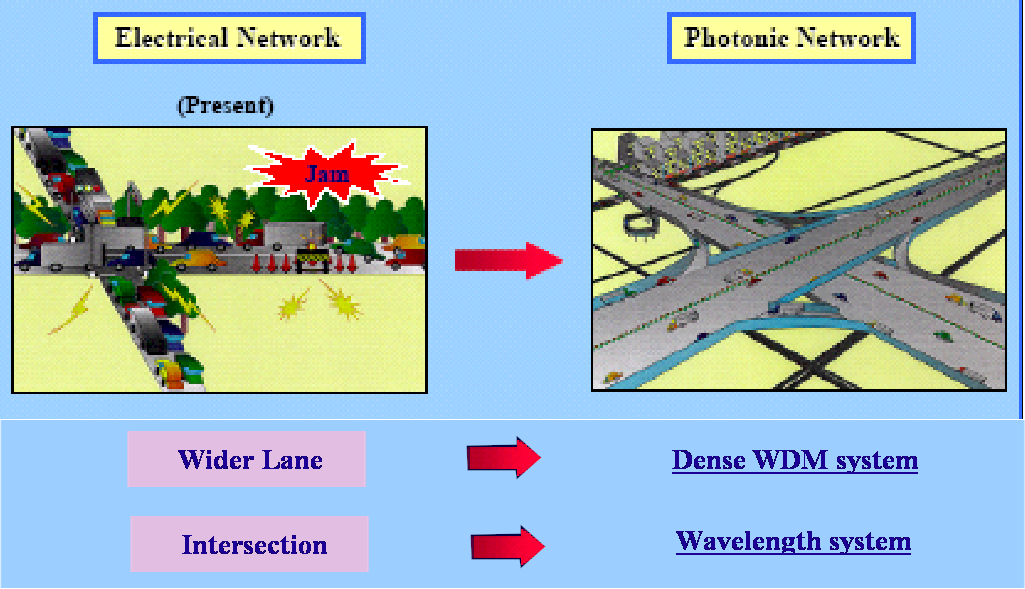 Electrical Network
Photonic Network
(Present)
Jam
Wider Lane
Dense WDM system
Intersection
Wavelength system